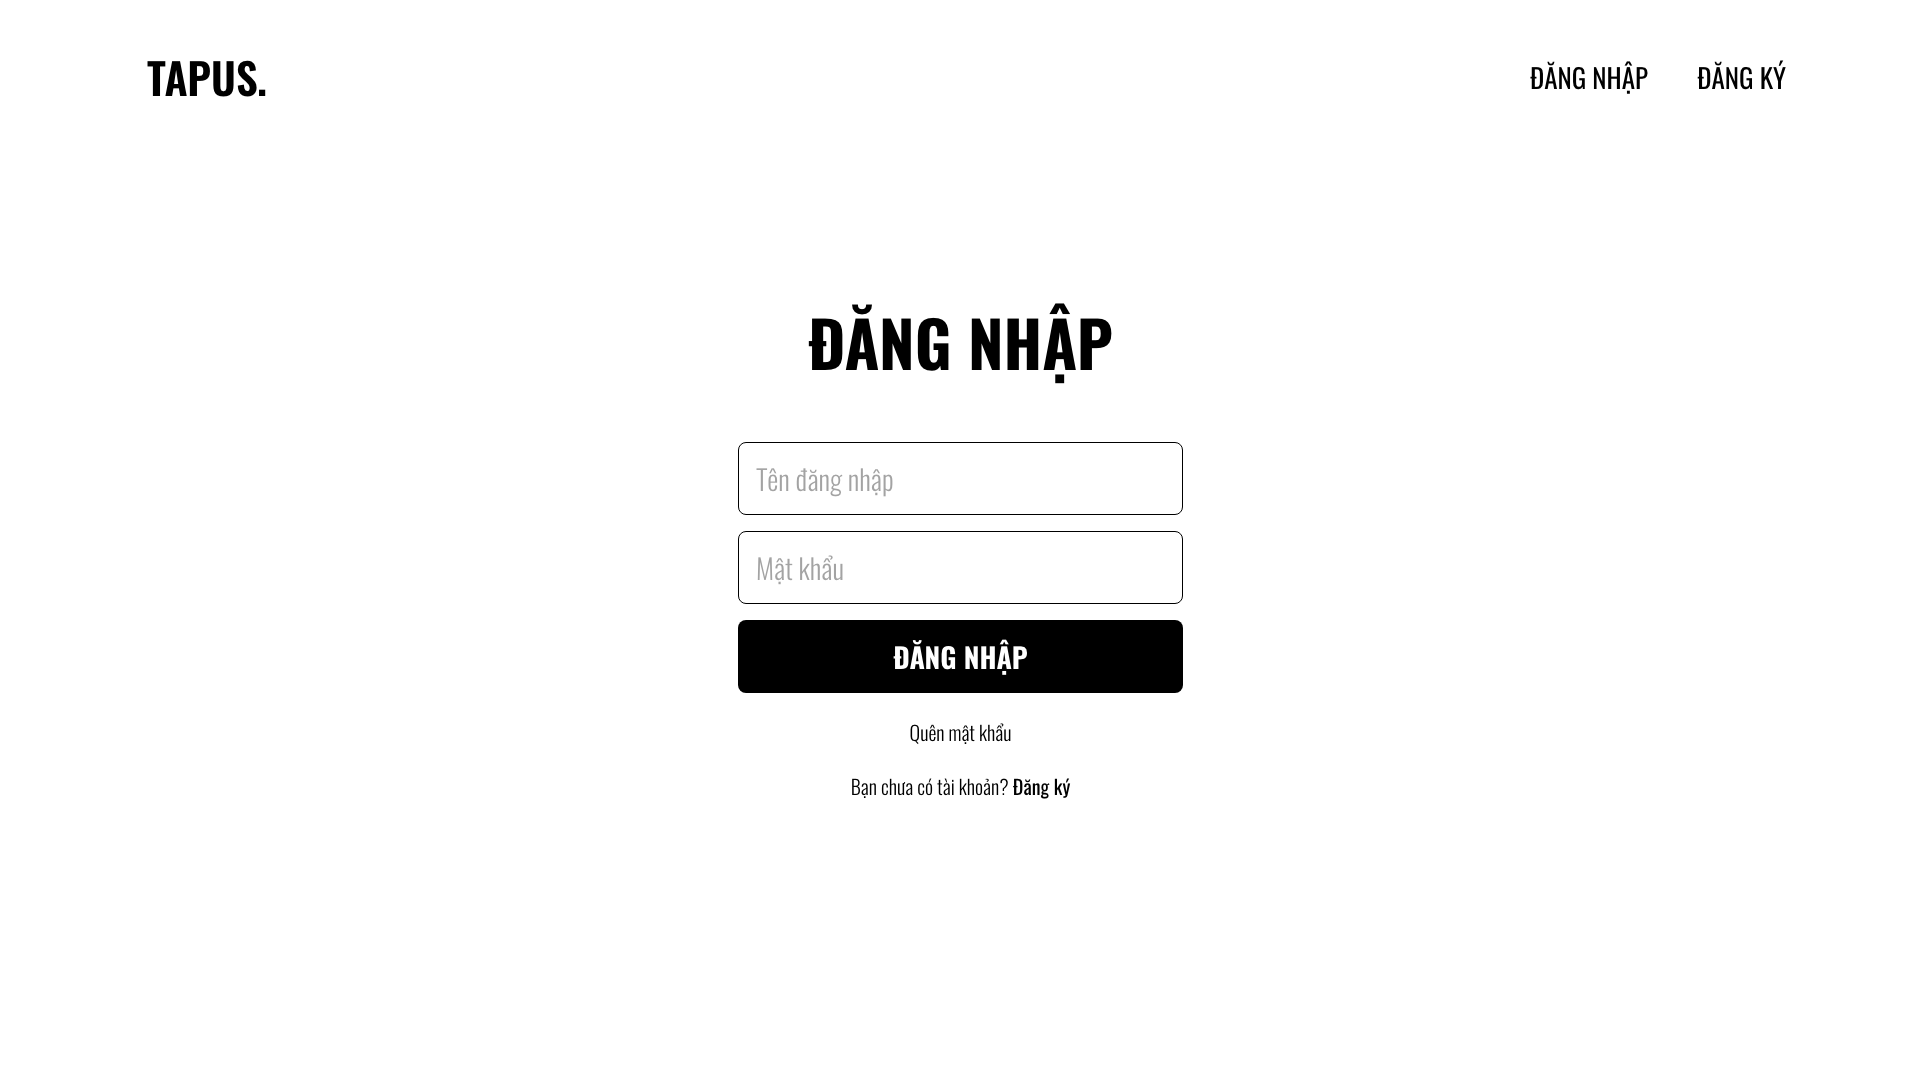 TAPUS.
ĐĂNG NHẬP
ĐĂNG KÝ
ĐĂNG NHẬP
Tên đăng nhập
Mật khẩu
ĐĂNG NHẬP
Quên mật khẩu
Bạn chưa có tài khoản? Đăng ký